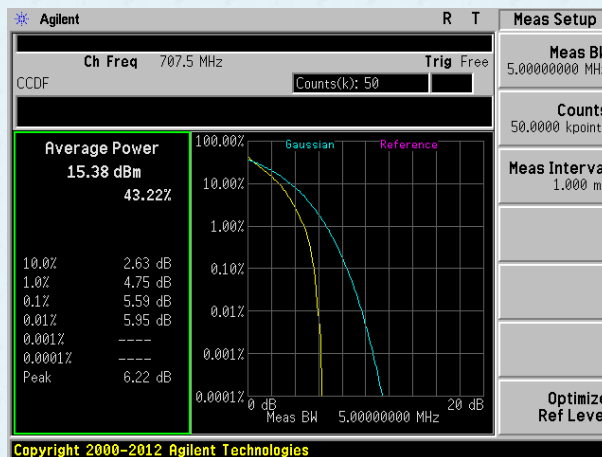 Agilent R T Meas Setup
Ch Freq 707.5 MHz Trig Free
CCDF Counts(k): 50
Meas B
5.00000000 MH
Counts
50.0000 kpoint
Meas Interva
1.000 m
Optimize
Ref Leve
Average Power
15.38 dBm
43.22%
10.0% 2.63 dB
1.0% 4.75 dB
0.1% 5.59 dB
0.01% 5.95 dB
0.001% ----
0.0001% ----
Peak 6.22 dB
Gaussian Reference
100.00%
10.00%
1.00%
0.10%
0.01%
0.001%
0.0001%
0 dB 20 dB
Meas BW 5.00000000 MHz
Copyright 2000-2012 Agilent Technologies